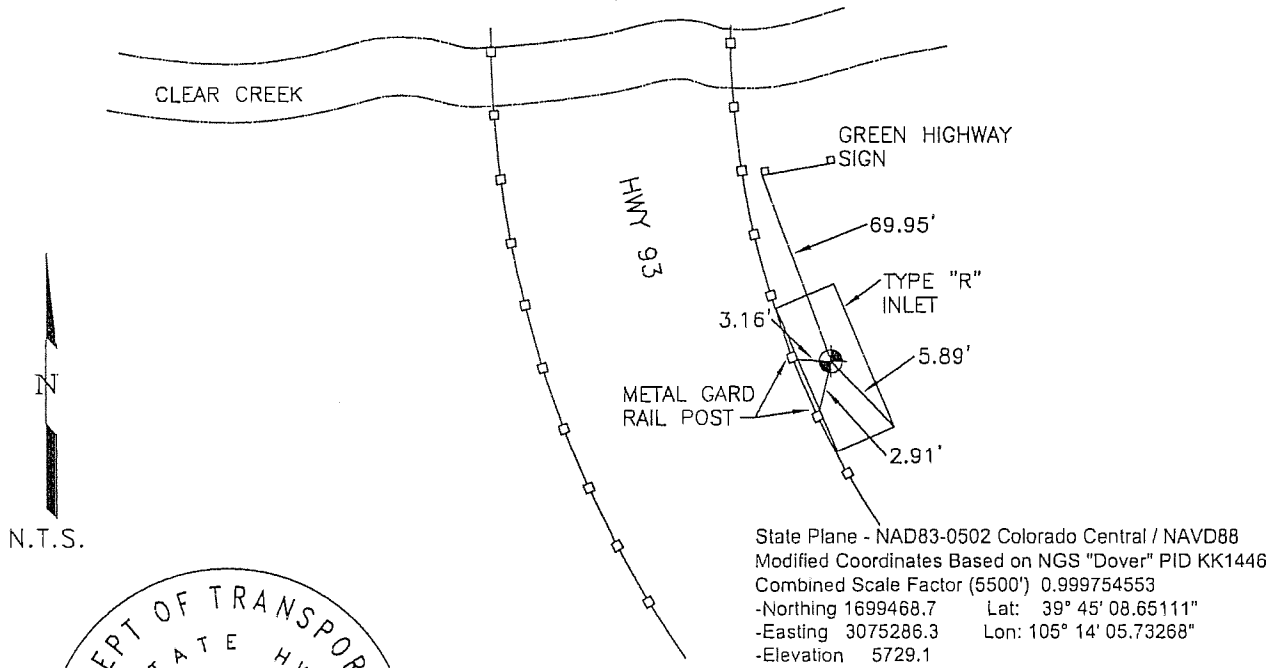 CLEAR CREEK
GREEN HIGHWAY
SIGN
HWY 93
69.95'
TYPE "R"
INLET
3.16'
5.89'
METAL GARD
RAIL POST
2.91'
N
N.T.S.
State Plane - NAD83-0502 Colorado Central / NAVD88
Modified Coordinates Based on NGS "Dover" PID KK1446
Combined Scale Factor (5500') 0.999754553
-Northing 1699468.7 Lat: 39° 45' 08.65111"
-Easting 3075286.3 Lon: 105° 14' 05.73268"
-Elevation 5729.1
EPT OF TRANSPOR
ATE H